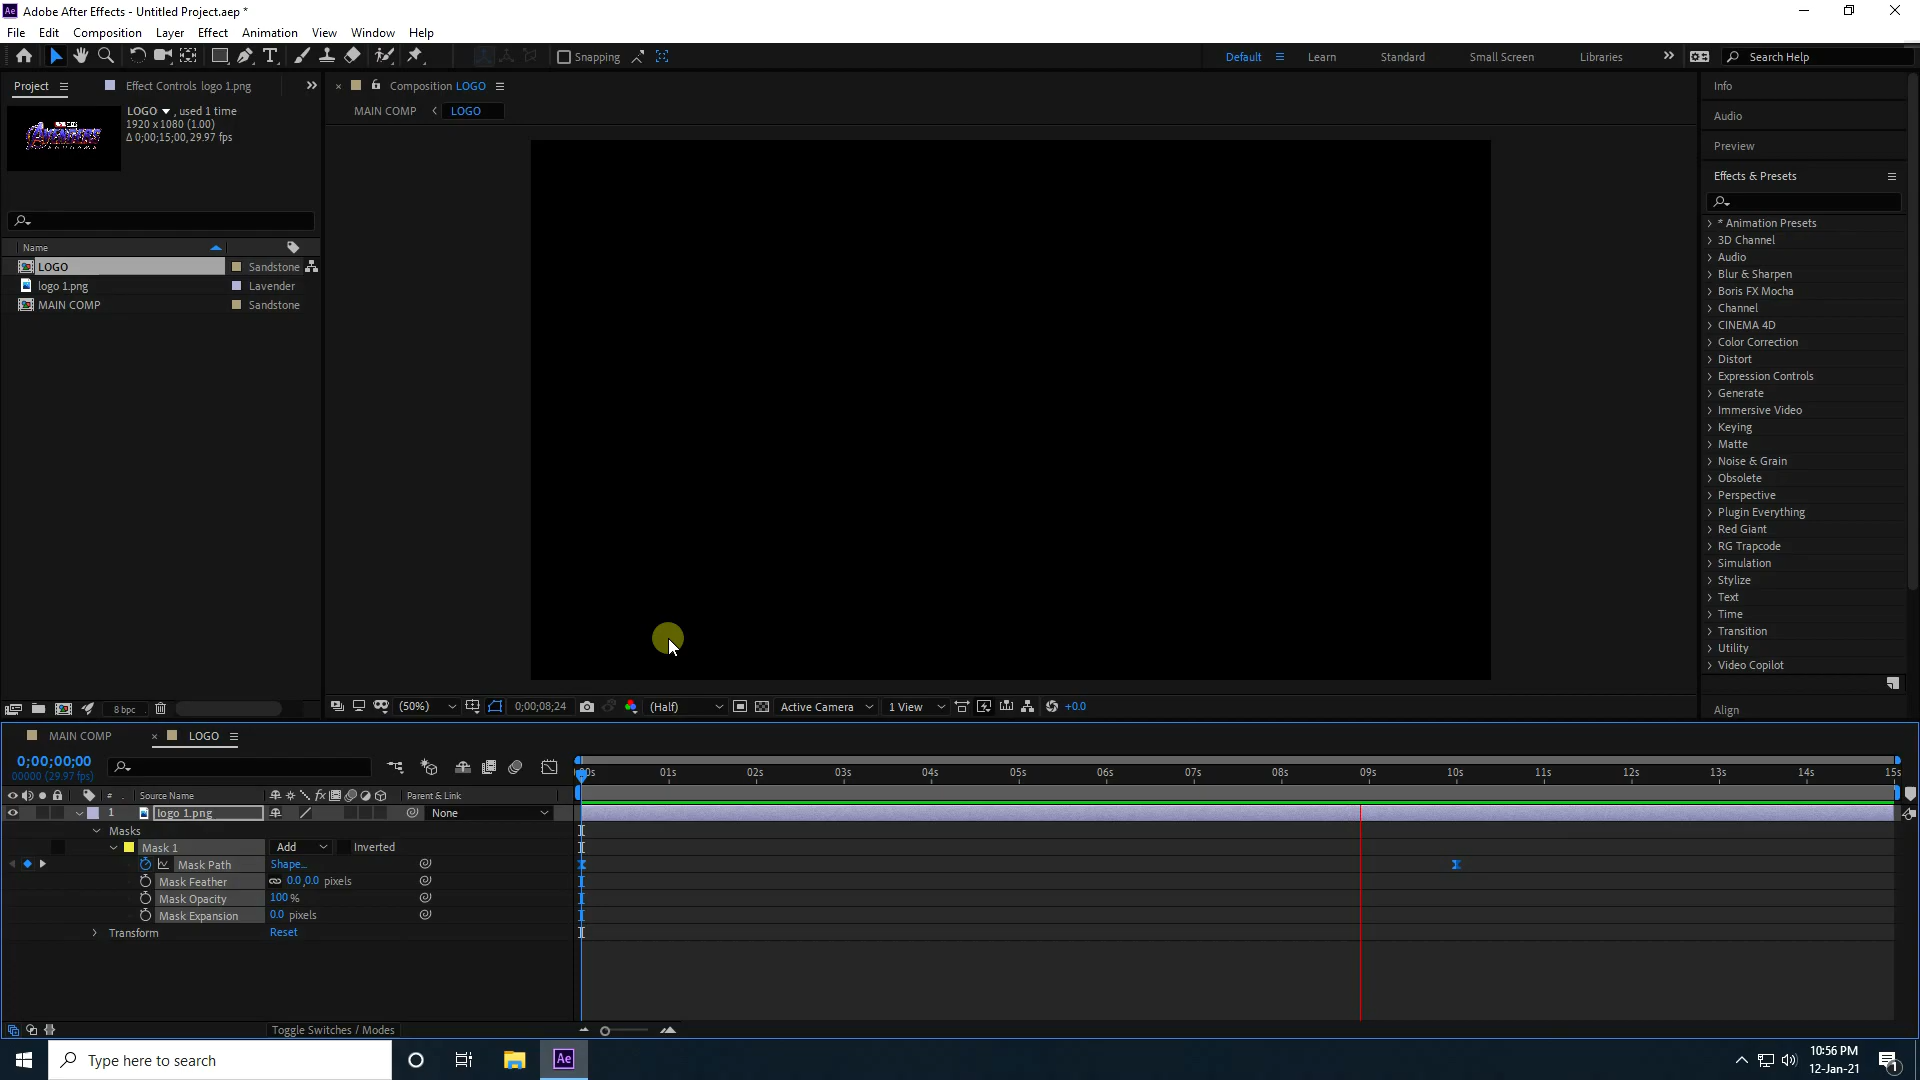 Adobe After Effects - Untitled Project.aep *
File Edit Composition Layer Effect Animation View Window Help
Snapping Default Learn Standard Small Screen Libraries Search Help
Project Effect Controls logo 1.png
LOGO , used 1 time
1920 x 1080 (1.00)
Δ 0;00;15;00, 29.97 fps
AVENGERS
Name
LOGO Sandstone
logo 1.png Lavender
MAIN COMP Sandstone
8 bpc
Composition LOGO
MAIN COMP LOGO
(50%) 0;00;08;24 (Half) Active Camera 1 View +0.0
Info
Audio
Preview
Effects & Presets
* Animation Presets
3D Channel
Audio
Blur & Sharpen
Boris FX Mocha
Channel
CINEMA 4D
Color Correction
Distort
Expression Controls
Generate
Immersive Video
Keying
Matte
Noise & Grain
Obsolete
Perspective
Plugin Everything
Red Giant
RG Trapcode
Simulation
Stylize
Text
Time
Transition
Utility
Video Copilot
Align
MAIN COMP LOGO
0;00;00;00
00000 (29.97 fps)
00s 01s 02s 03s 04s 05s 06s 07s 08s 09s 10s 11s 12s 13s 14s 15s
# Source Name Parent & Link
1 logo 1.png None
Masks
Mask 1 Add Inverted
Mask Path Shape...
Mask Feather 0.0,0.0 pixels
Mask Opacity 100 %
Mask Expansion 0.0 pixels
Transform Reset
Toggle Switches / Modes
Type here to search
Ae
10:56 PM
12-Jan-21
1